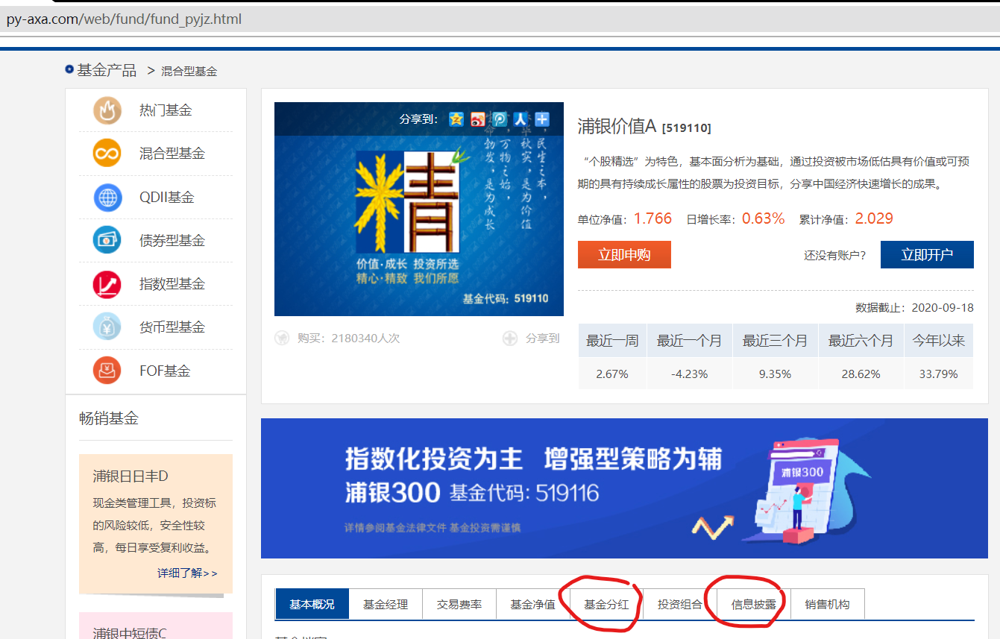 py-axa.com/web/fund/fund_pyjz.html
基金产品 > 混合型基金
热门基金
混合型基金
QDII基金
债券型基金
指数型基金
货币型基金
FOF基金
畅销基金
浦银日日丰D
现金类管理工具，投资标
的风险较低，安全性较
高，每日享受复利收益。
详细了解>>
浦银中短债C
分享到：
民生之本，
春华秋实，是为价值
万物之始，
生命勃发，是为成长
精
价值·成长 投资所选
精心·精致 我们所愿
基金代码：519110
购买：2180340人次
分享到
浦银价值A [519110]
“个股精选”为特色，基本面分析为基础，通过投资被市场低估具有价值或可预
期的具有持续成长属性的股票为投资目标，分享中国经济快速增长的成果。
单位净值：1.766 日增长率：0.63% 累计净值：2.029
立即申购
还没有账户？
立即开户
数据截止：2020-09-18
最近一周 最近一个月 最近三个月 最近六个月 今年以来
2.67% -4.23% 9.35% 28.62% 33.79%
指数化投资为主 增强型策略为辅
浦银300 基金代码：519116
详情参阅基金法律文件 基金投资需谨慎
浦银300
基本概况 基金经理 交易费率 基金净值 基金分红 投资组合 信息披露 销售机构